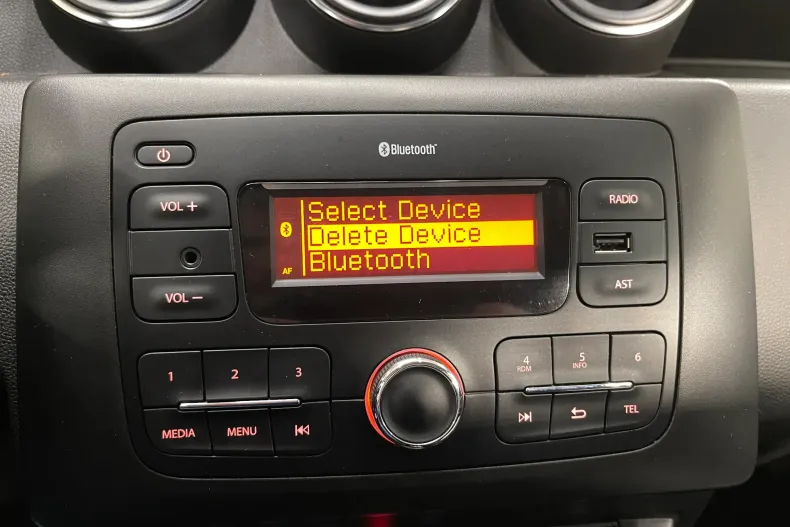 Bluetooth™
VOL +
Select Device
Delete Device
Bluetooth
AF
RADIO
VOL −
AST
1
2
3
4
RDM
5
INFO
6
MEDIA
MENU
TEL